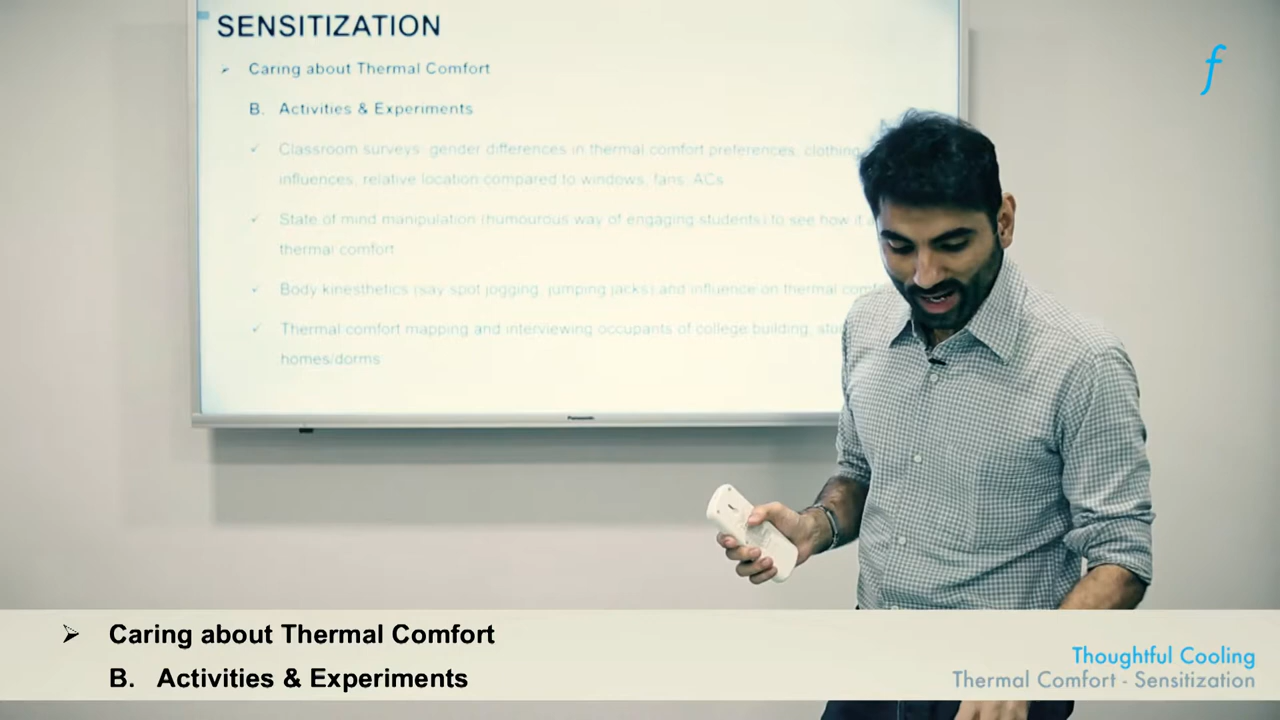 SENSITIZATION
➢ Caring about Thermal Comfort
B. Activities & Experiments
✓ Classroom surveys: gender differences in thermal comfort preferences, clothing
influences, relative location compared to windows, fans, ACs
✓ State of mind manipulation (humourous way of engaging students) to see how it
thermal comfort
✓ Body kinesthetics (say spot jogging, jumping jacks) and influence on thermal
✓ Thermal comfort mapping and interviewing occupants of college building,
homes/dorms
Panasonic
f
➢ Caring about Thermal Comfort
B. Activities & Experiments
Thoughtful Cooling
Thermal Comfort - Sensitization